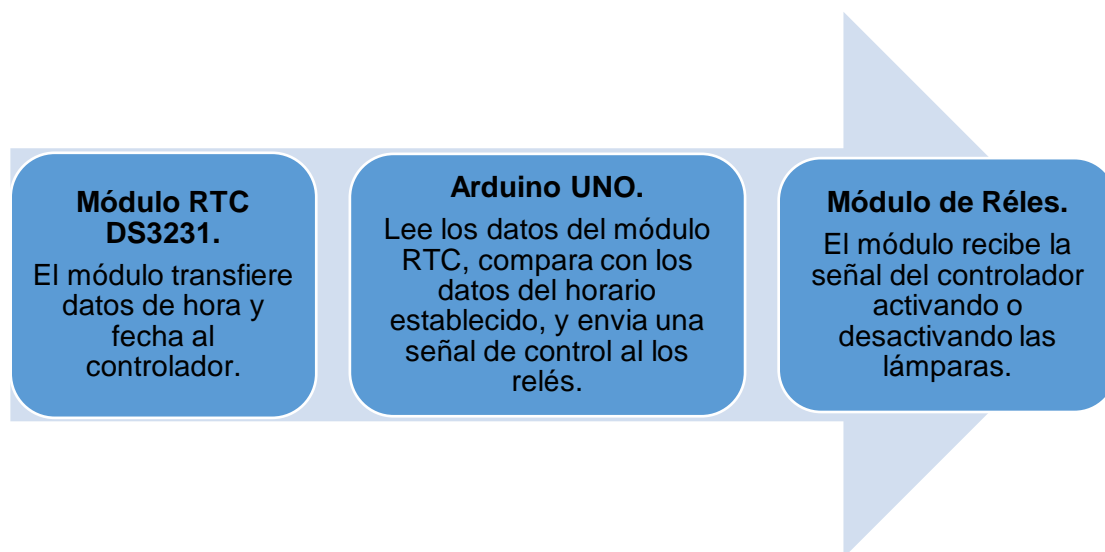 Módulo RTC
DS3231.
El módulo transfiere
datos de hora y
fecha al
controlador.
Arduino UNO.
Lee los datos del módulo
RTC, compara con los
datos del horario
establecido, y envia una
señal de control al los
relés.
Módulo de Réles.
El módulo recibe la
señal del controlador
activando o
desactivando las
lámparas.